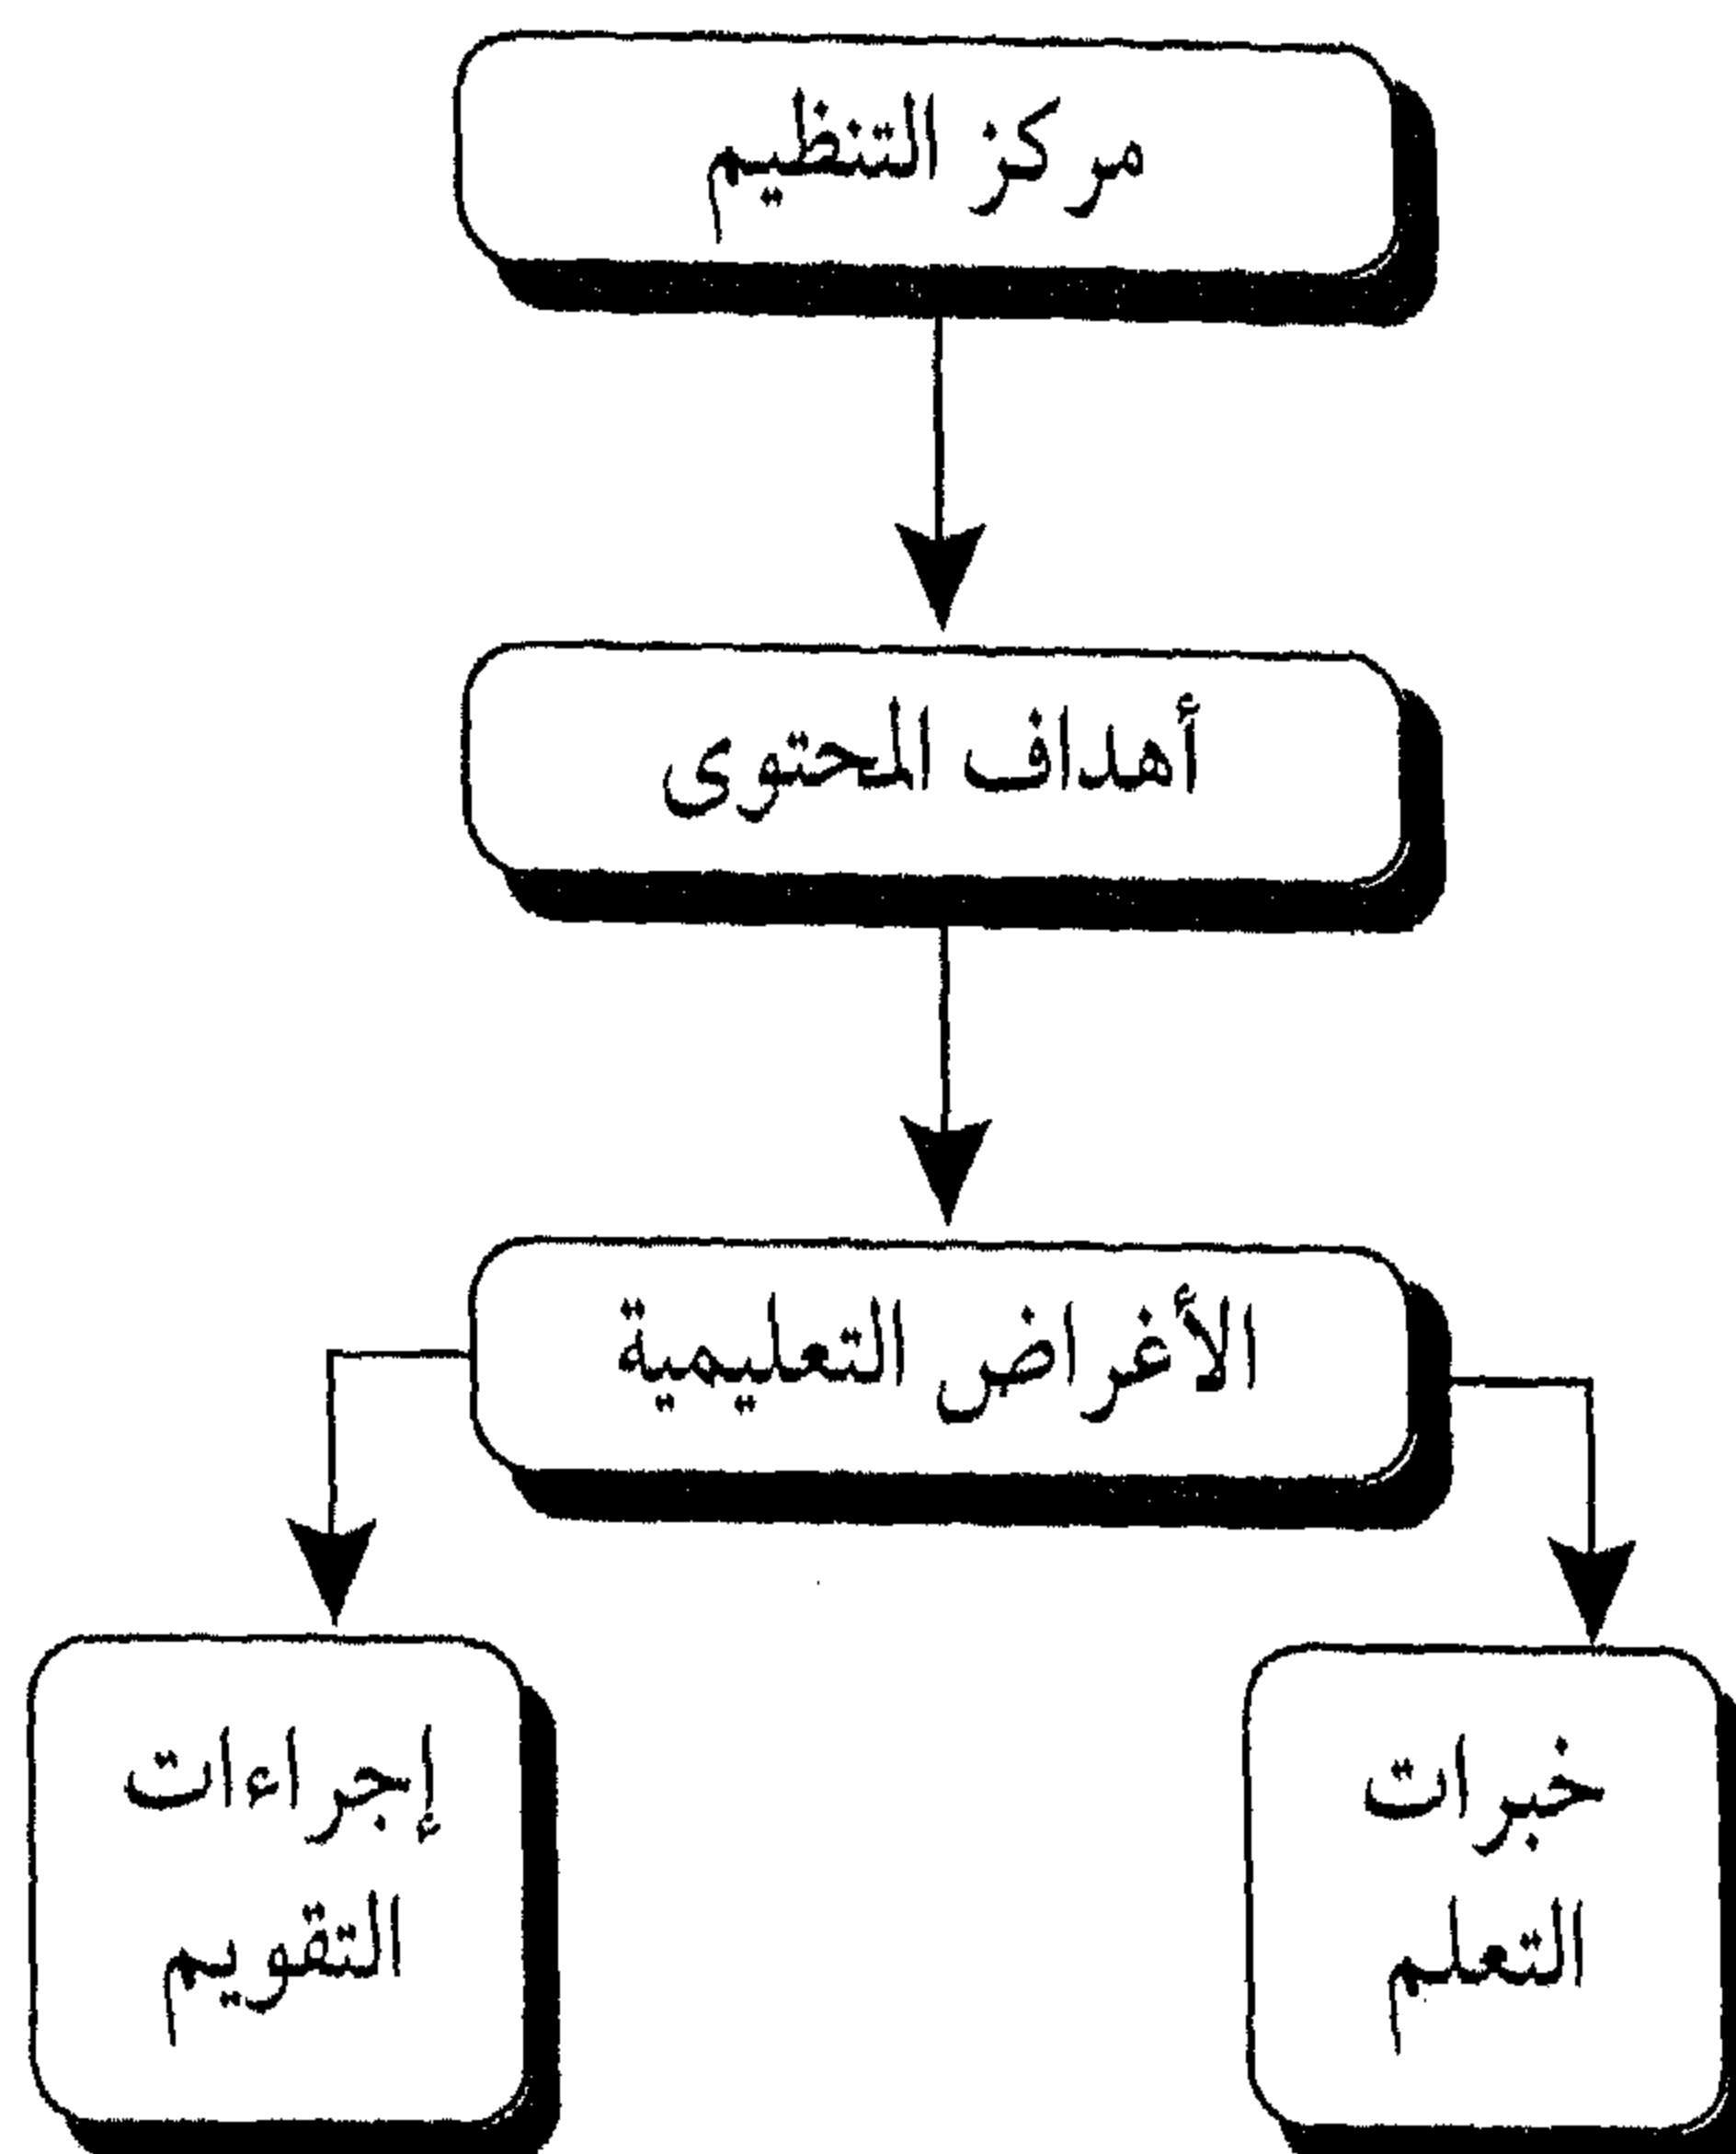 مركز التنظيم
أهداف المحتوى
الأغراض التعليمية
خبرات
التعلم
إجراءات
التقويم